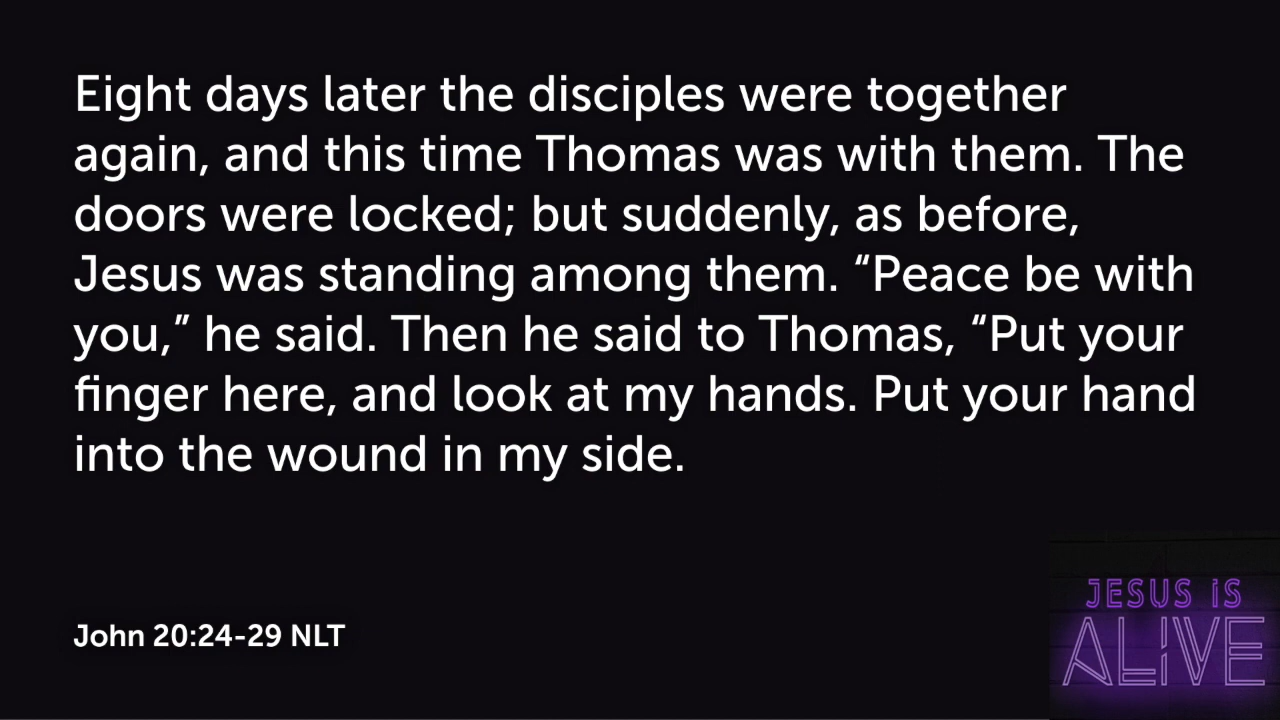 Eight days later the disciples were together
again, and this time Thomas was with them. The
doors were locked; but suddenly, as before,
Jesus was standing among them. “Peace be with
you,” he said. Then he said to Thomas, “Put your
finger here, and look at my hands. Put your hand
into the wound in my side.
John 20:24-29 NLT
JESUS IS
ALIVE